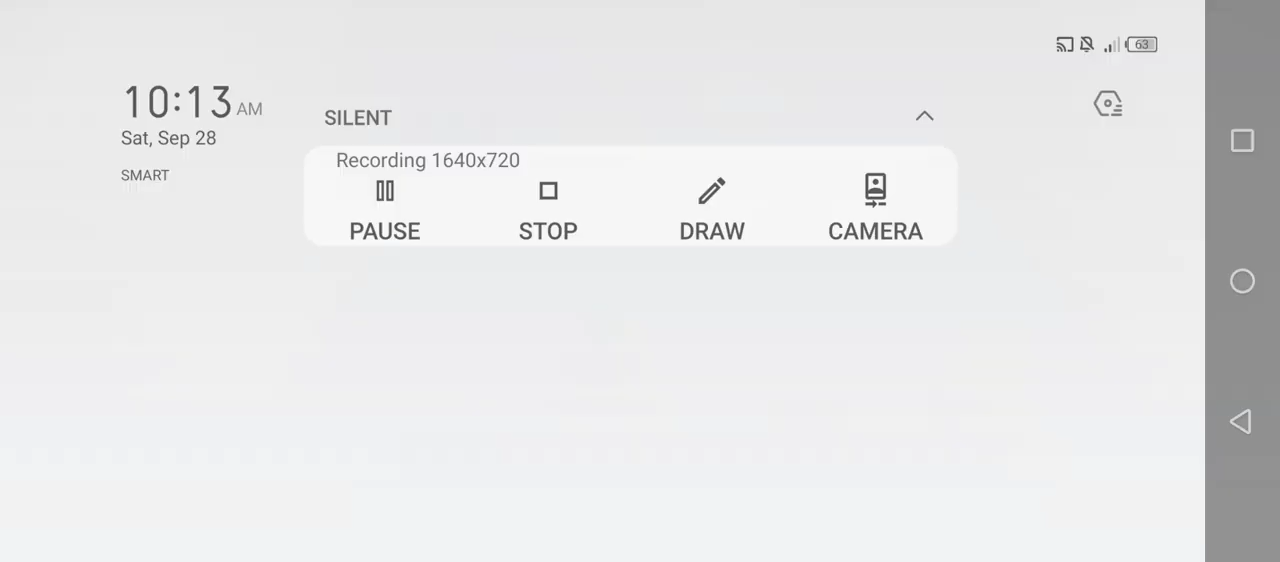 63
10:13 AM
Sat, Sep 28
SMART
SILENT
Recording 1640x720
PAUSE
STOP
DRAW
CAMERA